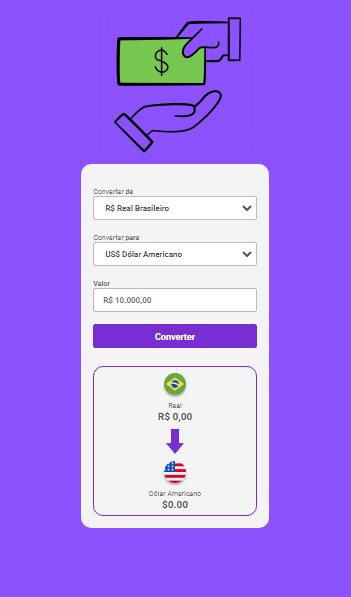 $
Converter de
R$ Real Brasileiro
Converter para
US$ Dólar Americano
Valor
R$ 10.000,00
Converter
Real
R$ 0,00
Dólar Americano
$0.00